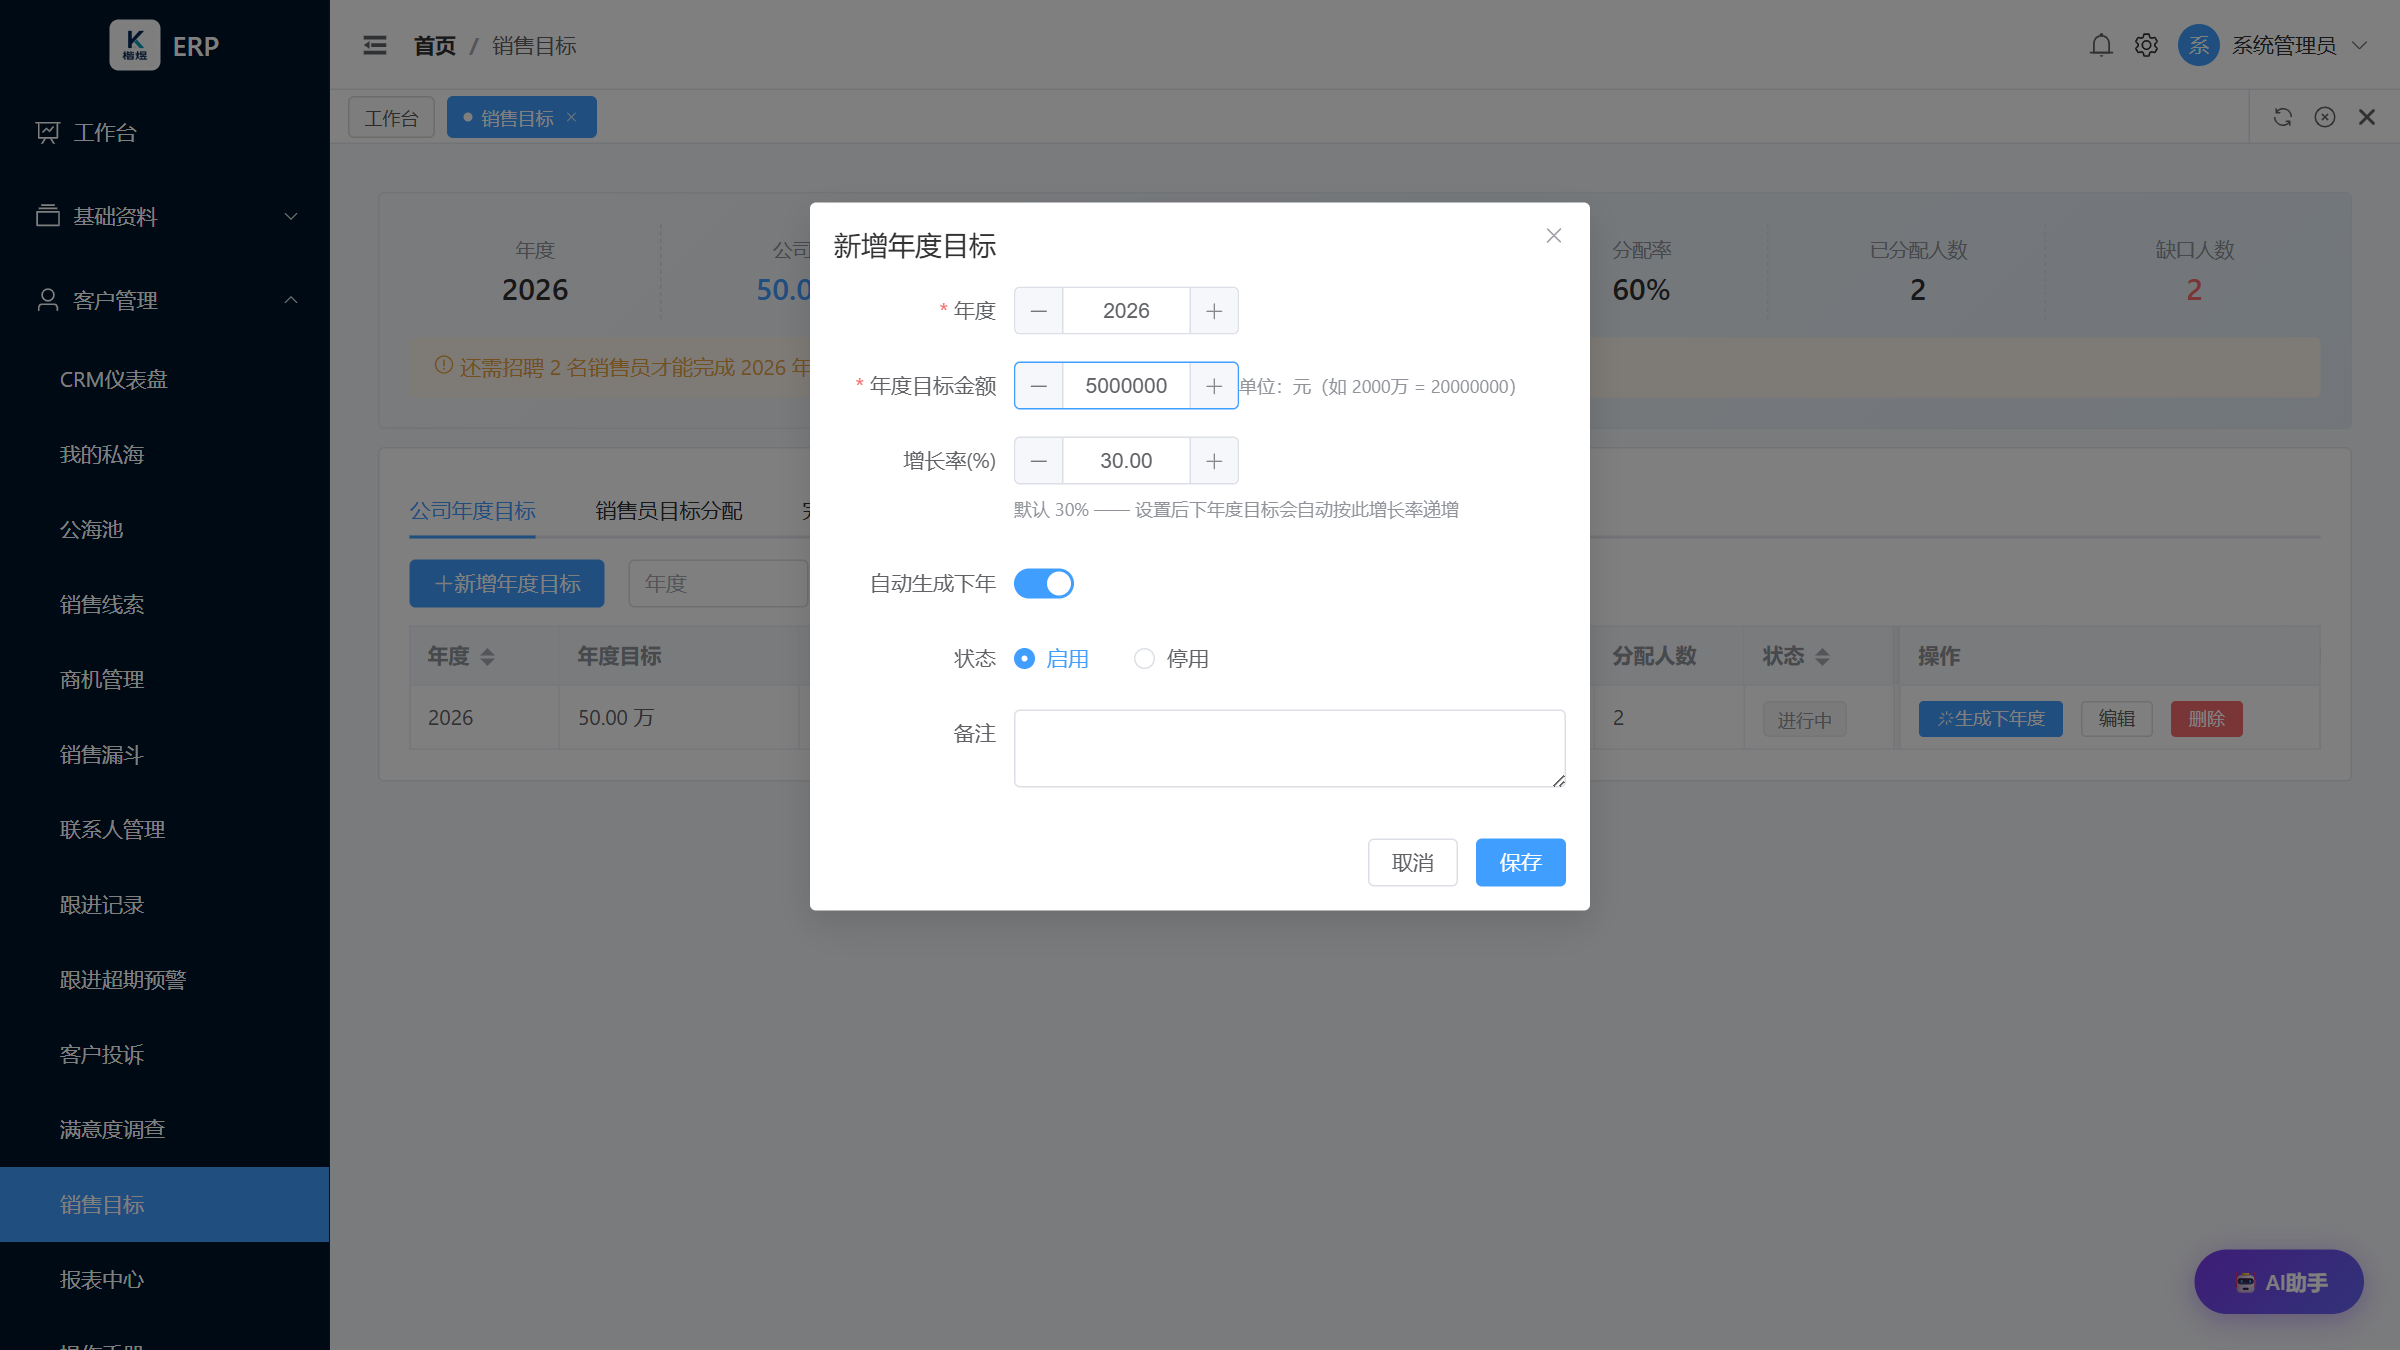 K
楷煜
ERP
工作台
基础资料
客户管理
CRM仪表盘
我的私海
公海池
销售线索
商机管理
销售漏斗
联系人管理
跟进记录
跟进超期预警
客户投诉
满意度调查
销售目标
报表中心
首页 / 销售目标
系 系统管理员
工作台
销售目标
年度
2026
公司
50.0
分配率
60%
已分配人数
2
缺口人数
2
还需招聘 2 名销售员才能完成 2026 年
公司年度目标
销售员目标分配
新增年度目标
年度
年度 年度目标 分配人数 状态 操作
2026 50.00 万 2 进行中 生成下年度 编辑 删除
新增年度目标
* 年度 2026
* 年度目标金额 5000000 单位：元（如 2000万 = 20000000）
增长率(%) 30.00
默认 30% —— 设置后下年度目标会自动按此增长率递增
自动生成下年
状态 启用 停用
备注
取消 保存
AI助手